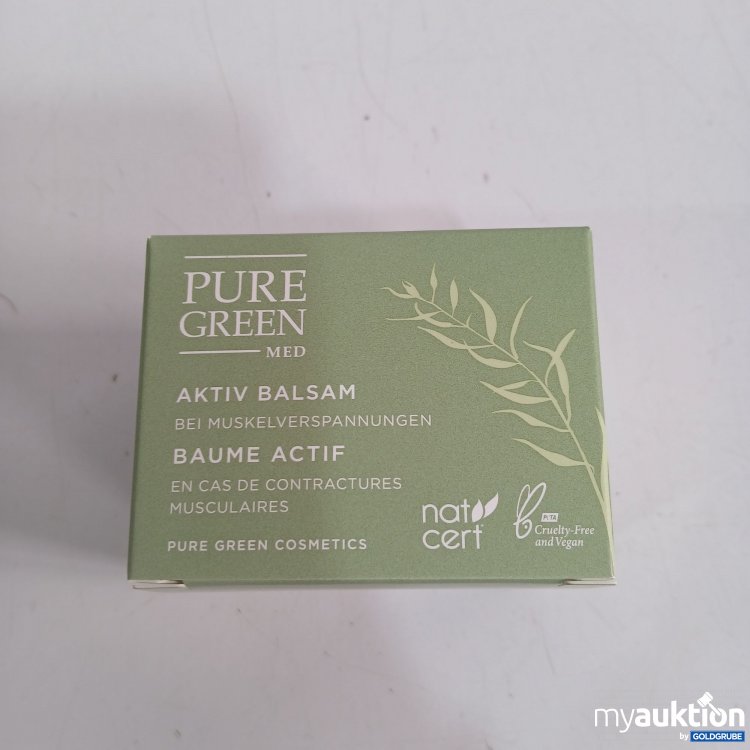 PURE
GREEN
MED
AKTIV BALSAM
BEI MUSKELVERSPANNUNGEN
BAUME ACTIF
EN CAS DE CONTRACTURES
MUSCULAIRES
PURE GREEN COSMETICS
nat
cert
PETA
Cruelty-Free
and Vegan
myauktion
by GOLDGRUBE